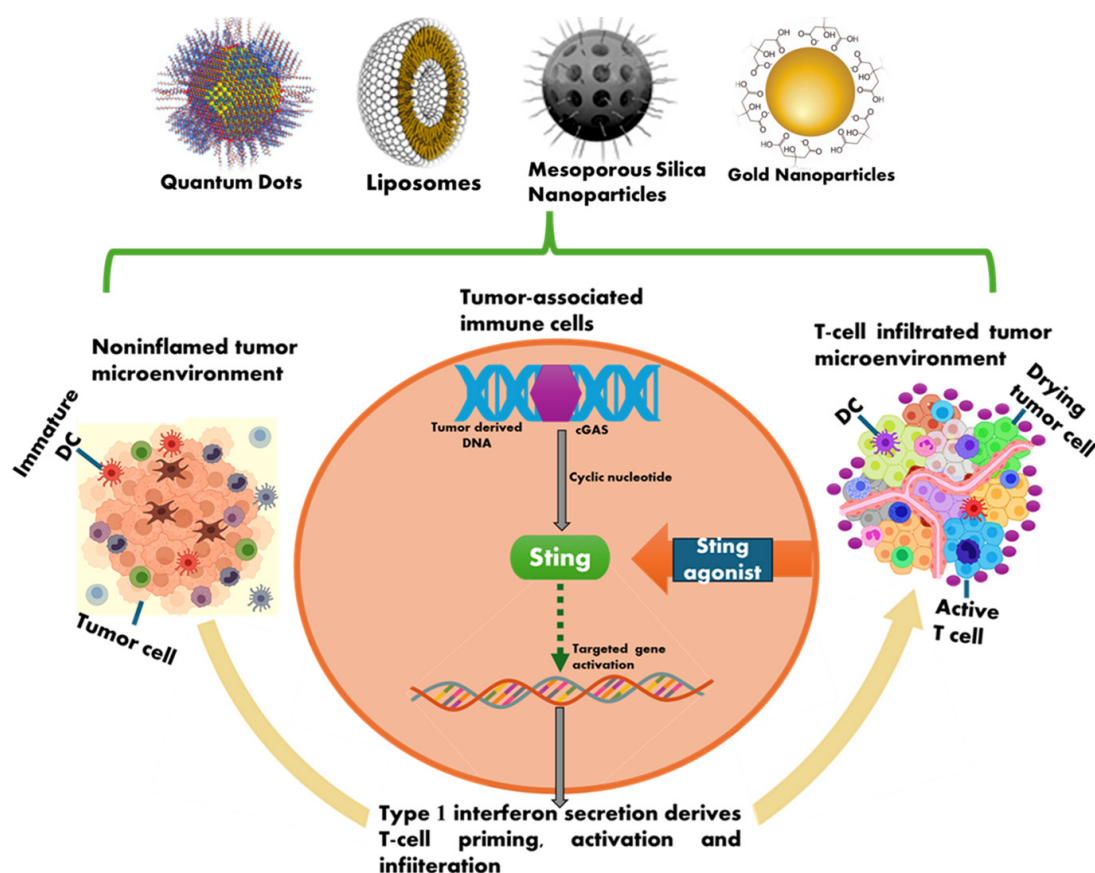 Quantum Dots
Liposomes
Mesoporous Silica
Nanoparticles
Gold Nanoparticles
Noninflamed tumor
microenvironment
Immature
DC
Tumor cell
Tumor-associated
immune cells
Tumor derived
DNA
cGAS
Cyclic nucleotide
Sting
Sting
agonist
Targeted gene
activation
Type 1 interferon secretion derives
T-cell priming, activation and
infiiteration
T-cell infiltrated tumor
microenvironment
DC
Drying
tumor cell
Active
T cell